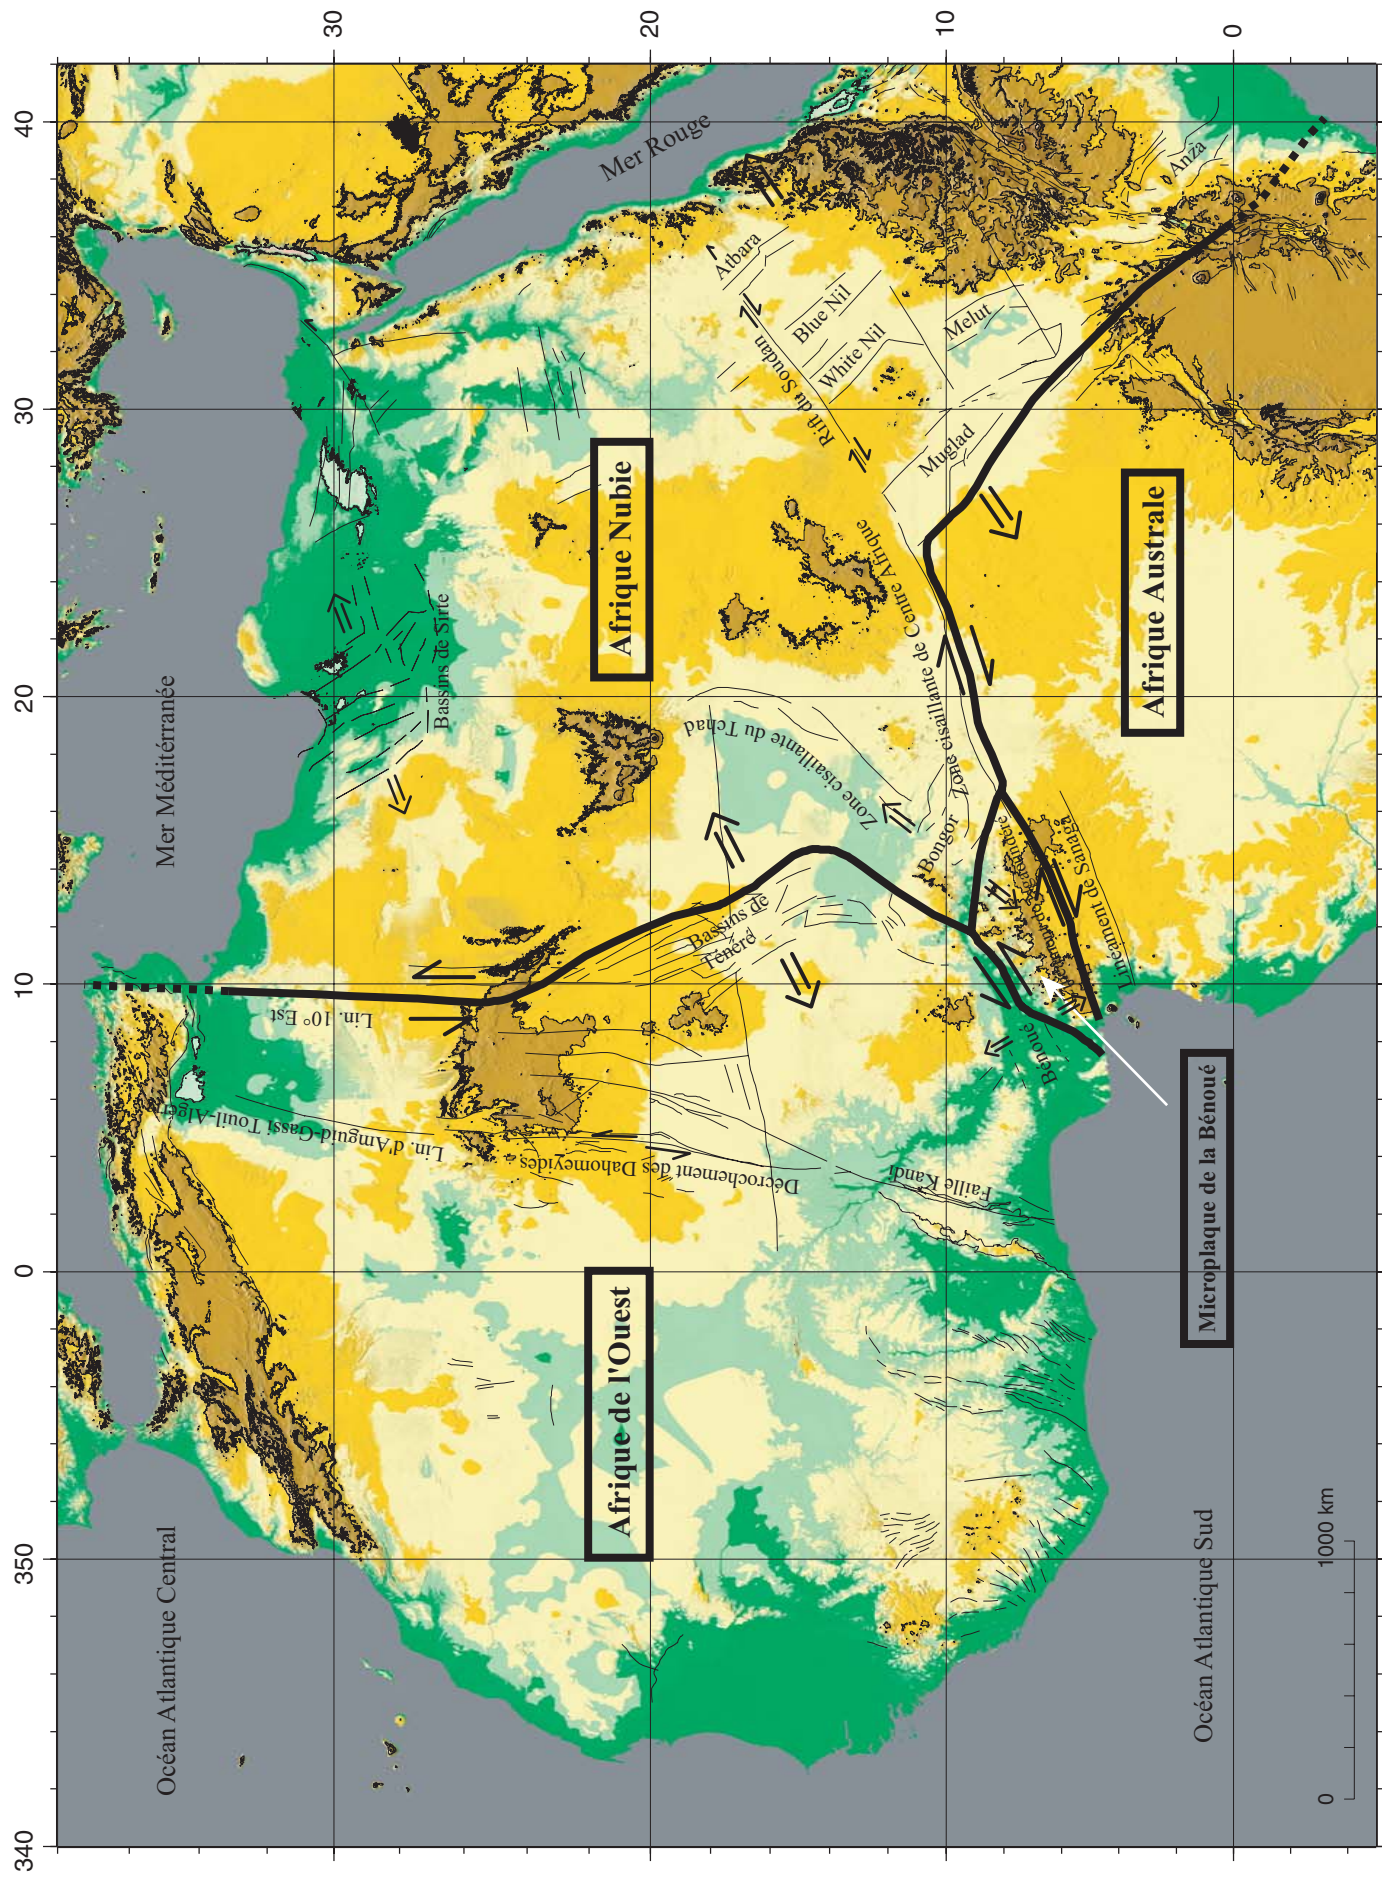 340
350
0
10
20
30
40
30
20
10
0
Océan Atlantique Central
Mer Méditérranée
Mer Rouge
Océan Atlantique Sud
Afrique de l'Ouest
Afrique Nubie
Afrique Australe
Microplaque de la Bénoué
Bassins de Sirte
Lin. 10° Est
Lin. d'Amguid-Gassi Touil-Algérie
Décrochement des Dahomeyides
Faille Kandi
Bassins de
Ténéré
Zone cisaillante du Tchad
Zone cisaillante de Centre Afrique
Bongor
Bénoué
Linéament de Sanaga
Rift du Soudan
Atbara
Blue Nil
White Nil
Melut
Muglad
Anza
0
1000 km